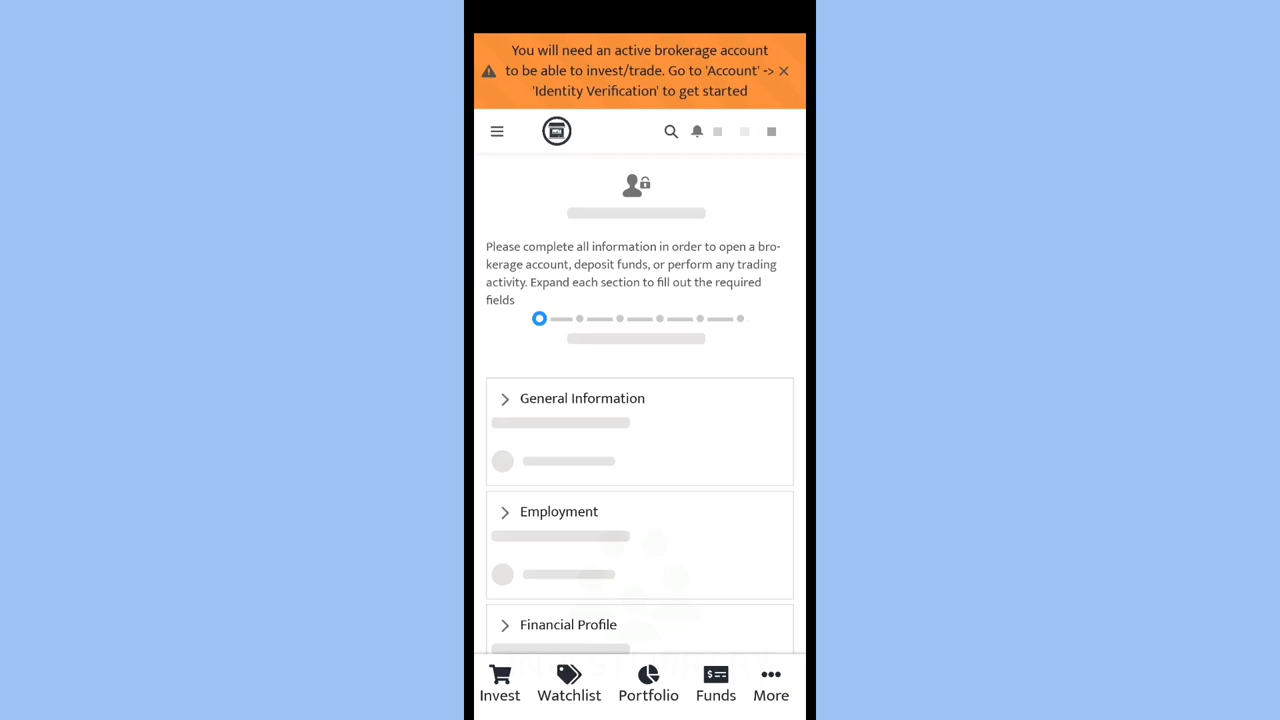 You will need an active brokerage account
to be able to invest/trade. Go to 'Account' ->
'Identity Verification' to get started
Please complete all information in order to open a bro-
kerage account, deposit funds, or perform any trading
activity. Expand each section to fill out the required
fields
General Information
Employment
Financial Profile
Invest
Watchlist
Portfolio
Funds
More